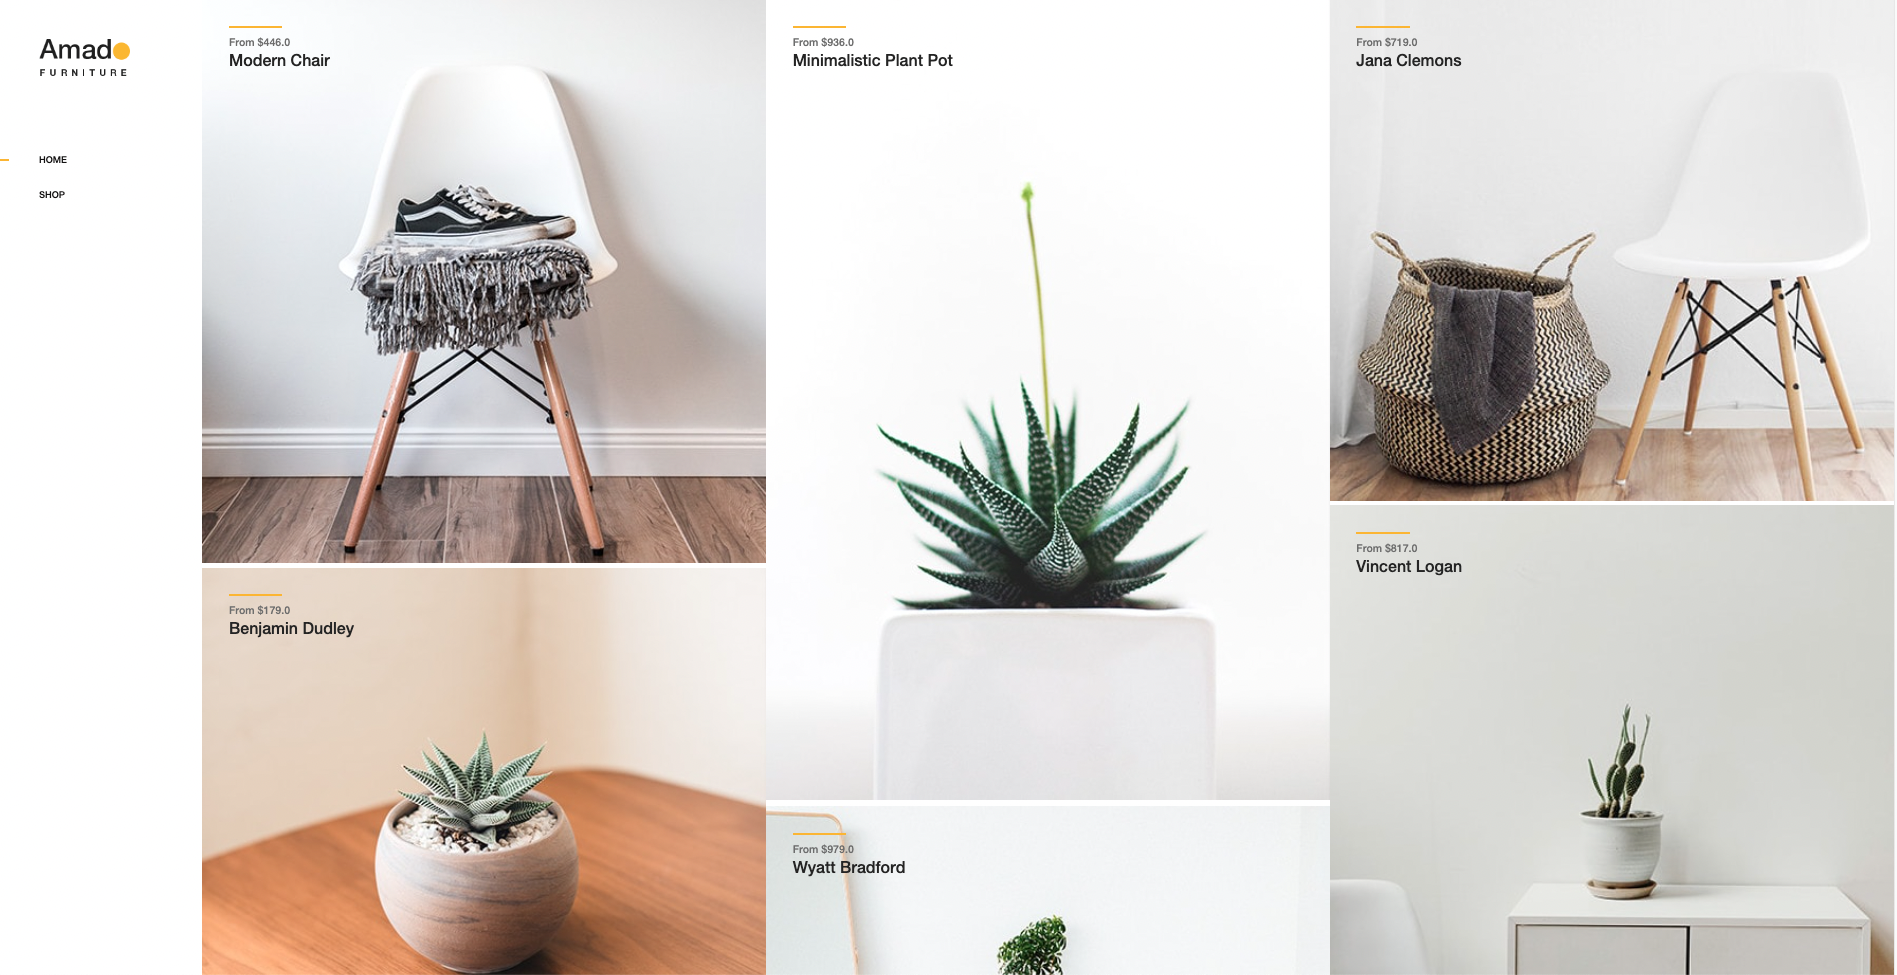 Amado
FURNITURE
HOME
SHOP
From $446.0
Modern Chair
From $936.0
Minimalistic Plant Pot
From $719.0
Jana Clemons
From $817.0
Vincent Logan
From $179.0
Benjamin Dudley
From $979.0
Wyatt Bradford